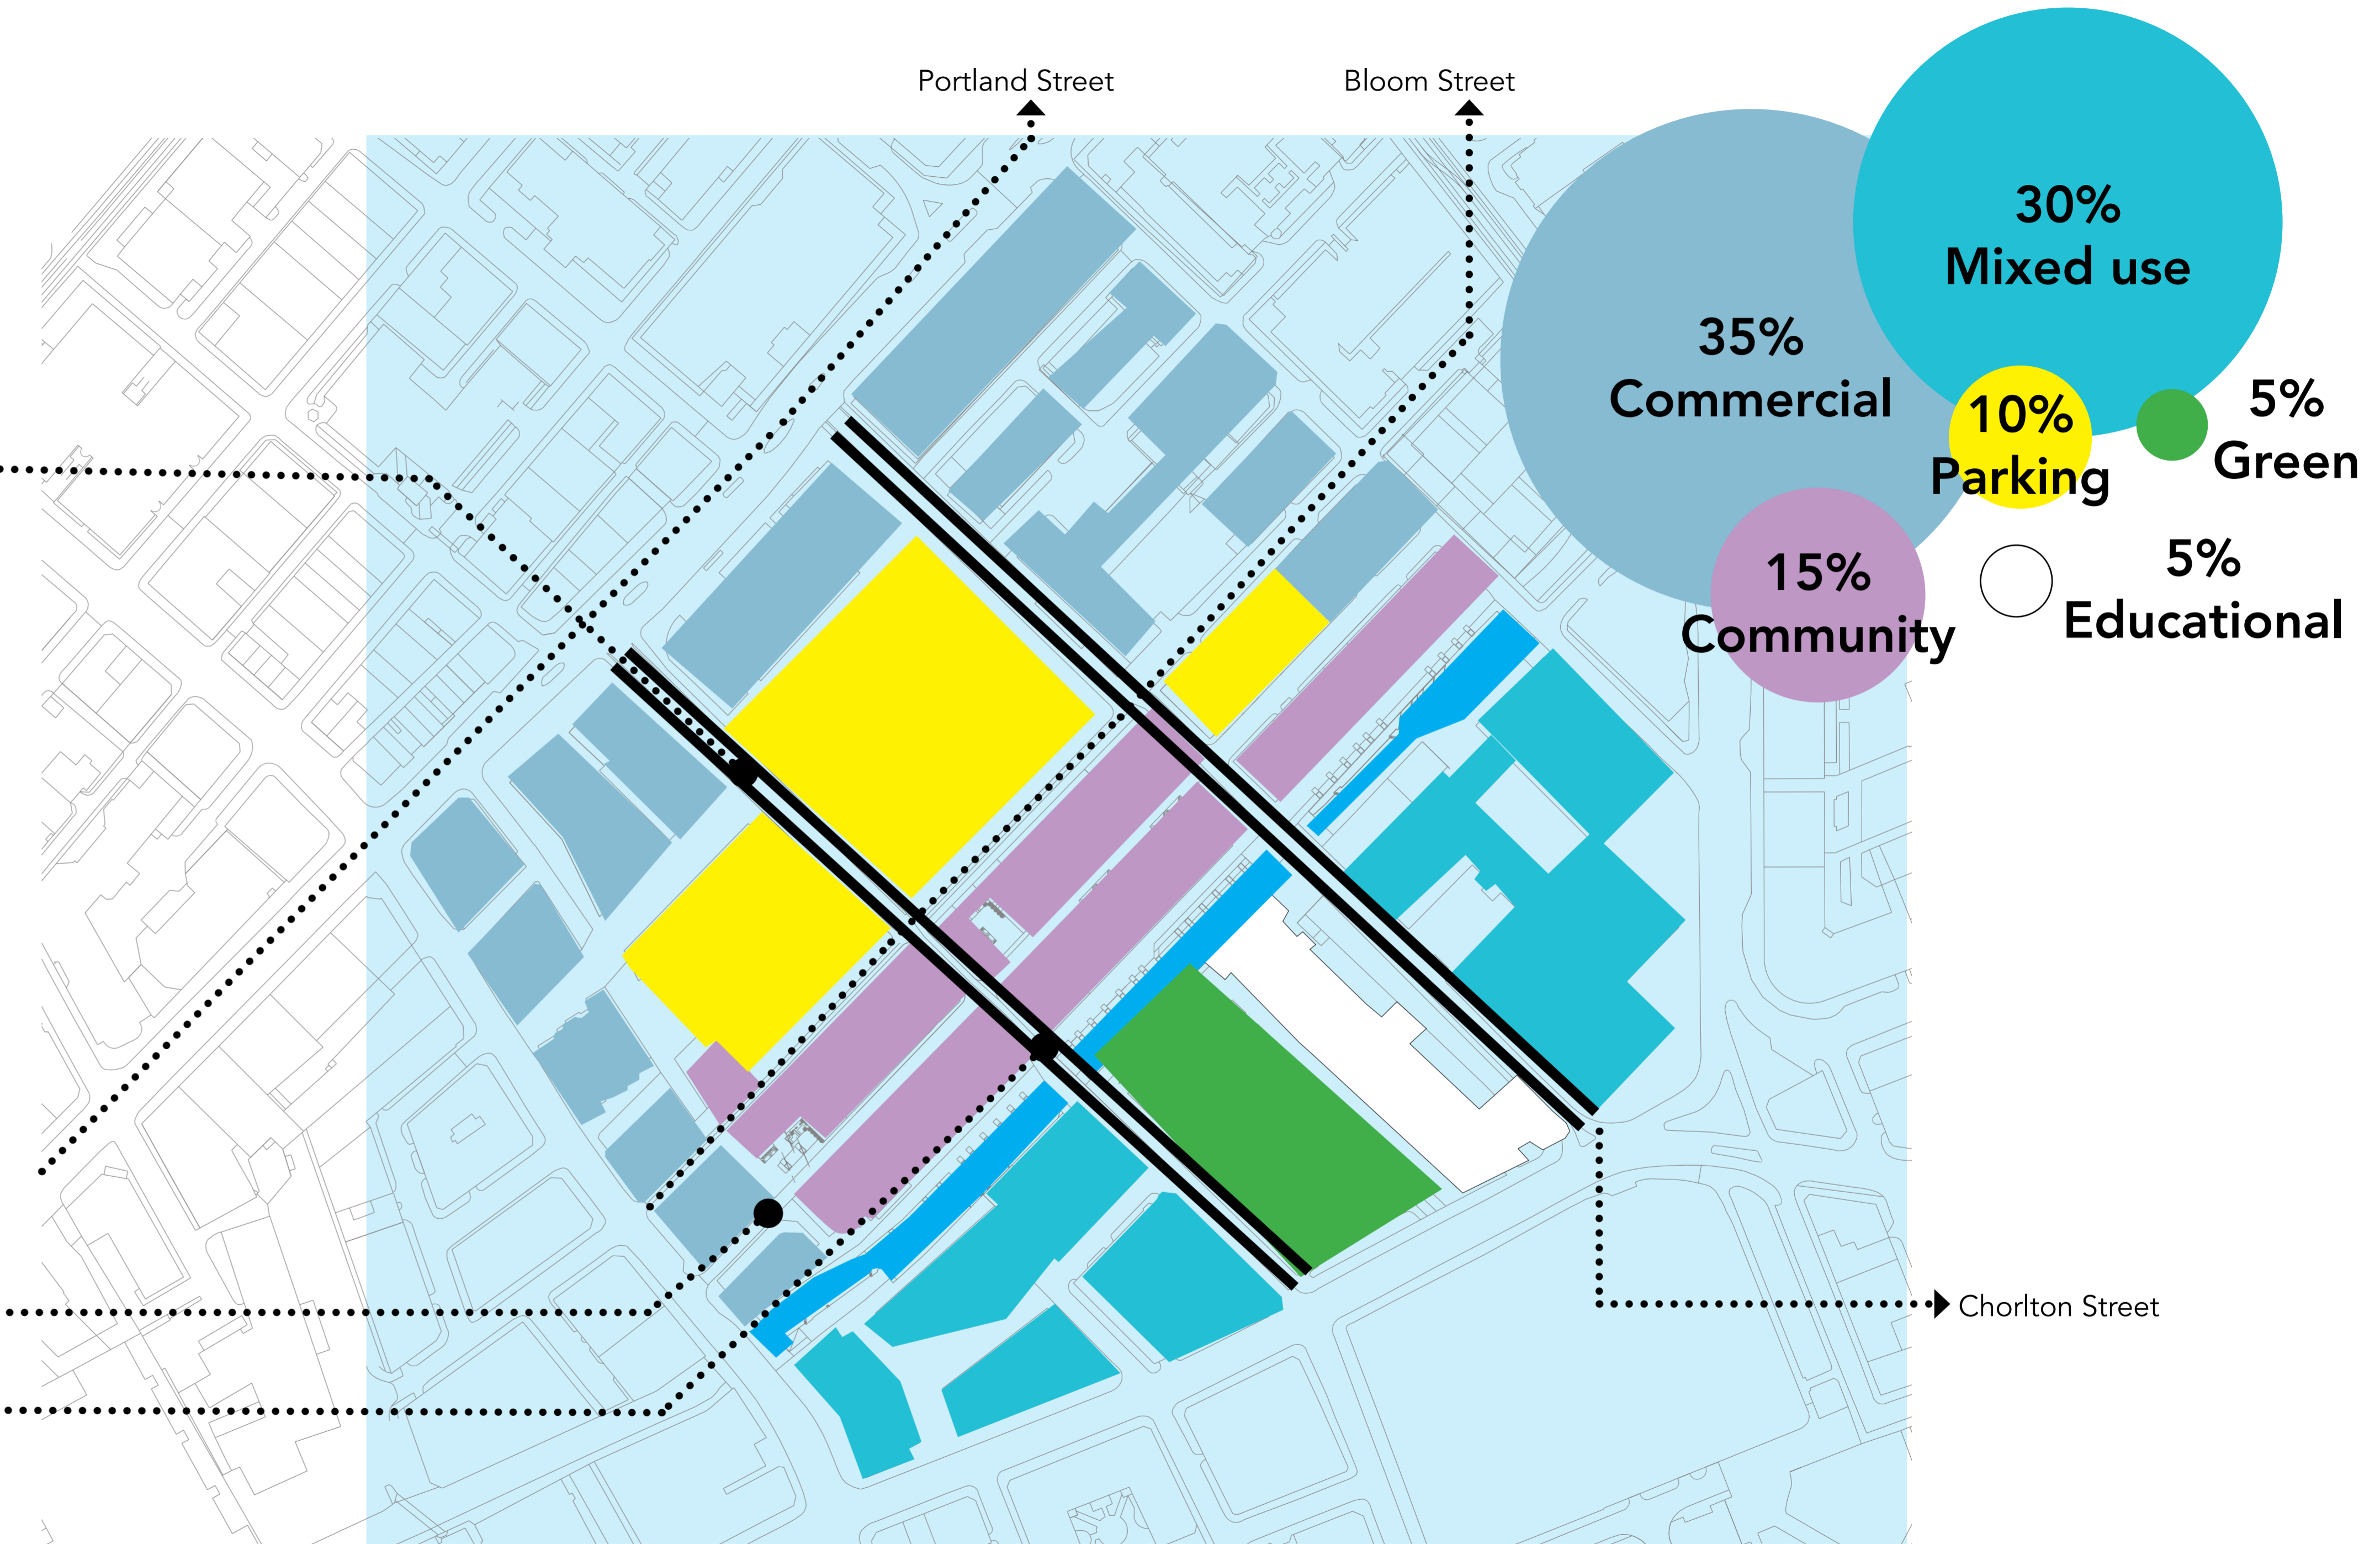 Portland Street
Bloom Street
30%
Mixed use
35%
Commercial
10%
Parking
5%
Green
15%
Community
5%
Educational
Chorlton Street